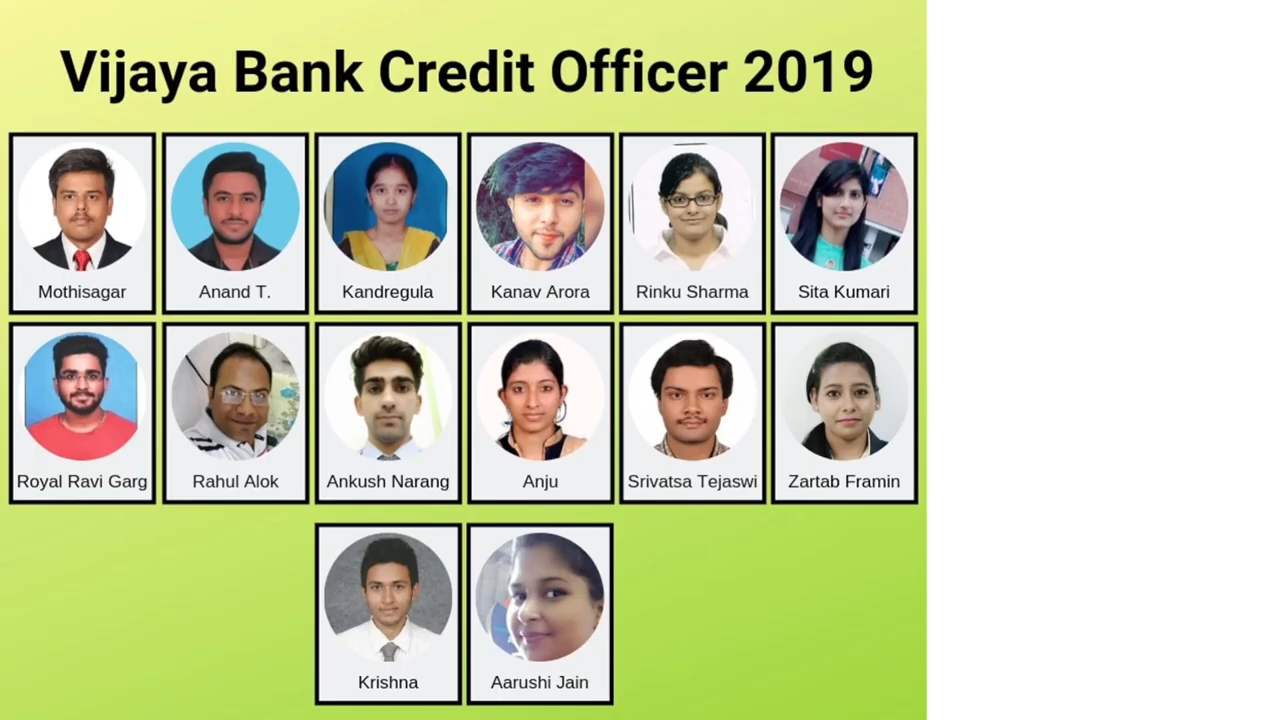 Vijaya Bank Credit Officer 2019
Mothisagar
Anand T.
Kandregula
Kanav Arora
Rinku Sharma
Sita Kumari
Royal Ravi Garg
Rahul Alok
Ankush Narang
Anju
Srivatsa Tejaswi
Zartab Framin
Krishna
Aarushi Jain